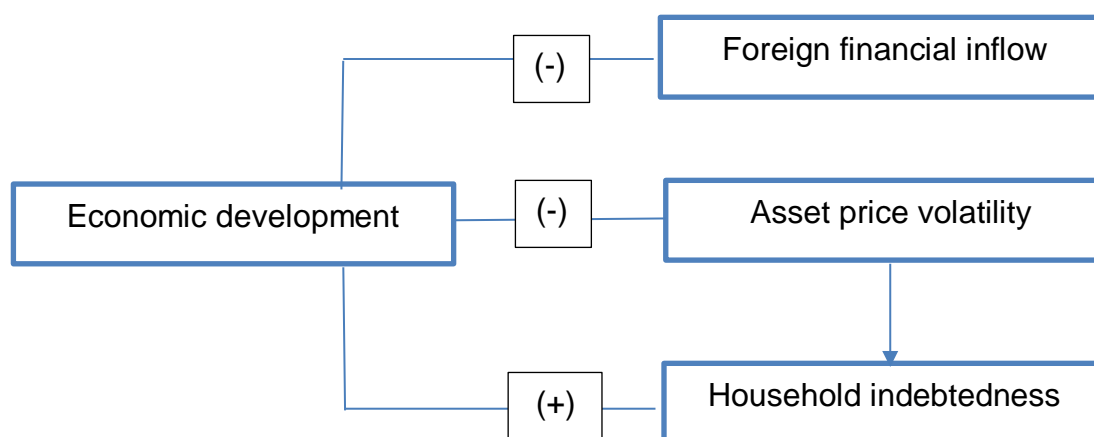 (-)
Foreign financial inflow
Economic development
(-)
Asset price volatility
(+)
Household indebtedness